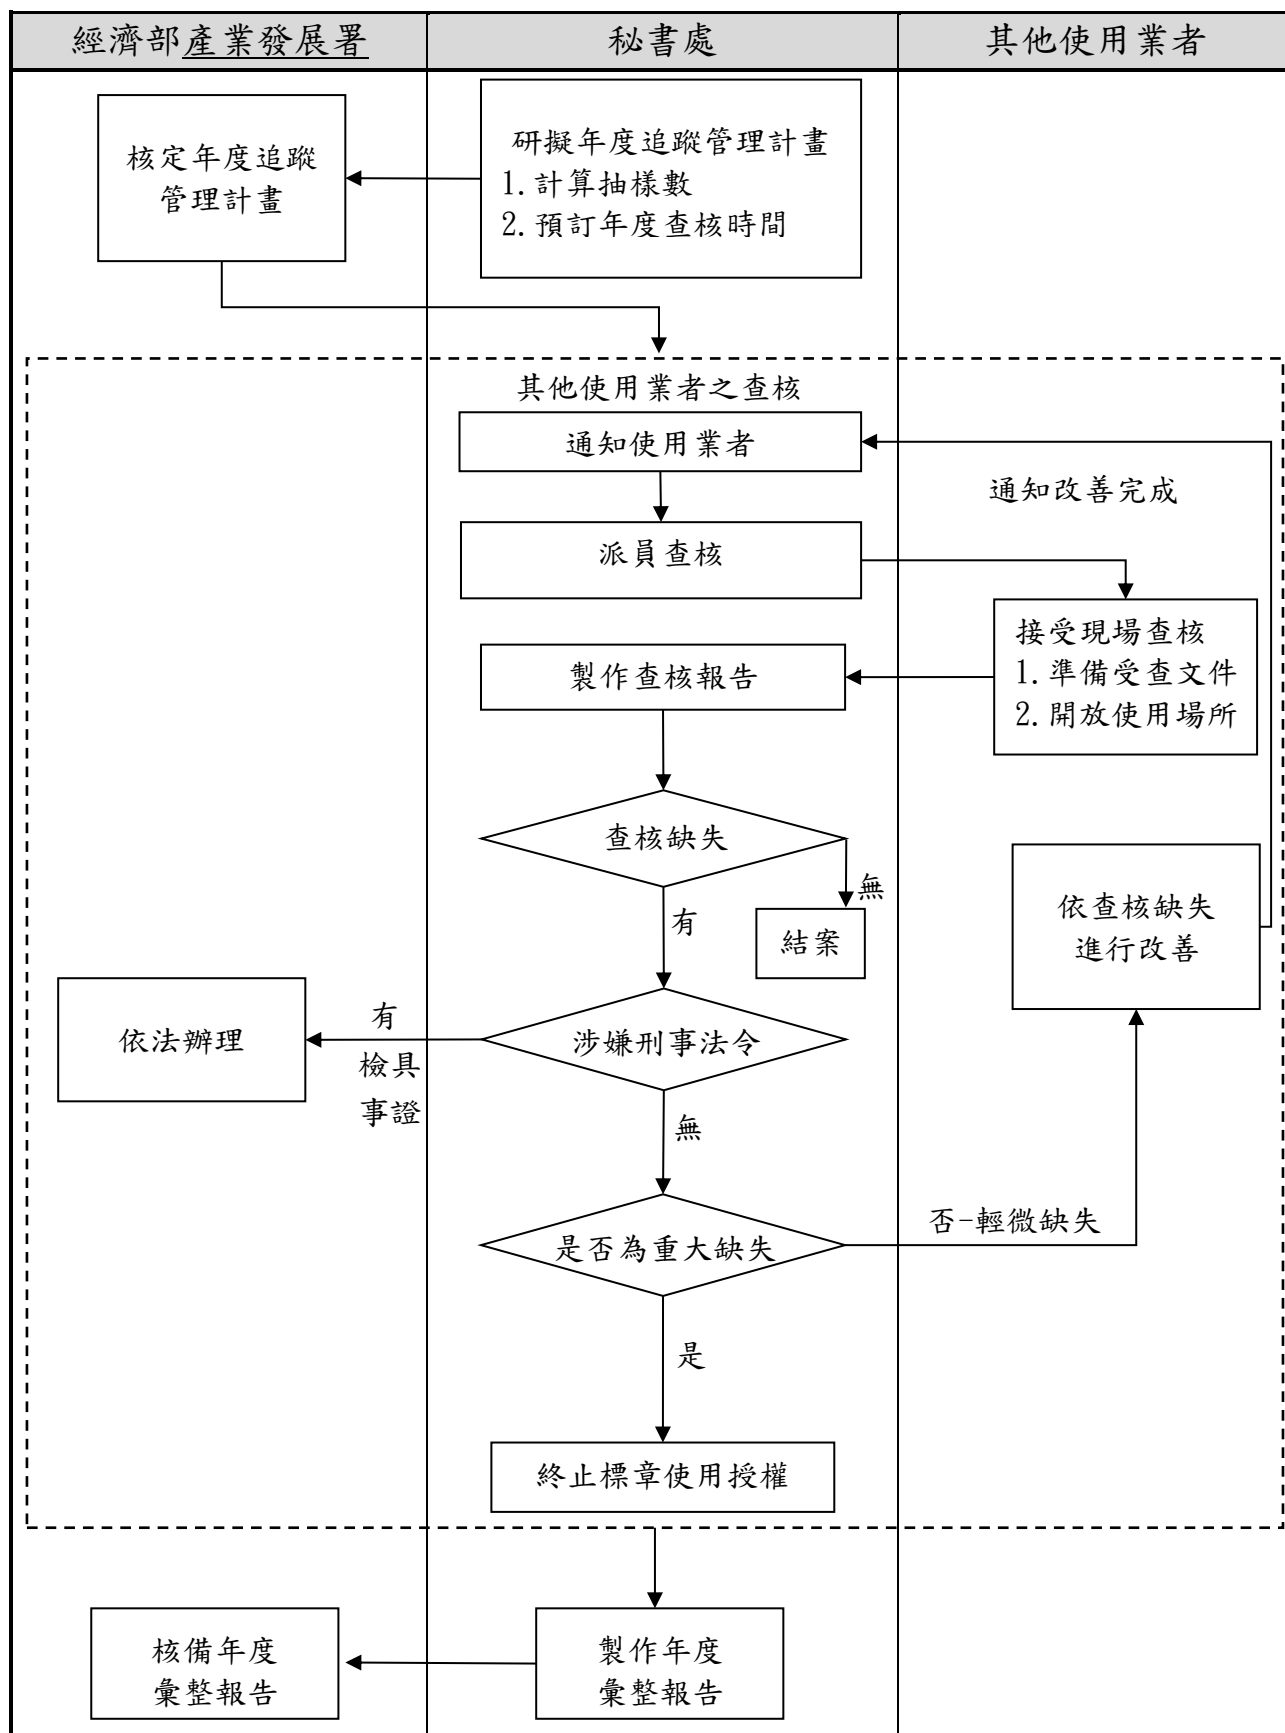 經濟部產業發展署
秘書處
其他使用業者
核定年度追蹤
管理計畫
研擬年度追蹤管理計畫
1.計算抽樣數
2.預訂年度查核時間
其他使用業者之查核
通知使用業者
通知改善完成
派員查核
接受現場查核
1.準備受查文件
2.開放使用場所
製作查核報告
查核缺失
無
結案
有
依查核缺失
進行改善
涉嫌刑事法令
有
檢具
事證
依法辦理
無
是否為重大缺失
否-輕微缺失
是
終止標章使用授權
製作年度
彙整報告
核備年度
彙整報告